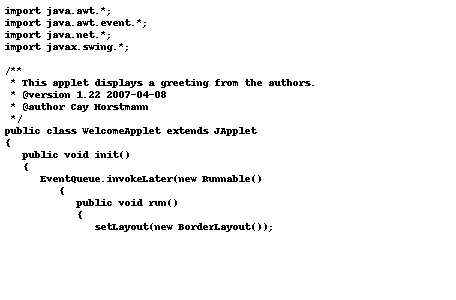 import java.awt.*;
import java.awt.event.*;
import java.net.*;
import javax.swing.*;

/**
 * This applet displays a greeting from the authors.
 * @version 1.22 2007-04-08
 * @author Cay Horstmann
 */
public class WelcomeApplet extends JApplet
{
   public void init()
   {
      EventQueue.invokeLater(new Runnable()
         {
            public void run()
            {
               setLayout(new BorderLayout());